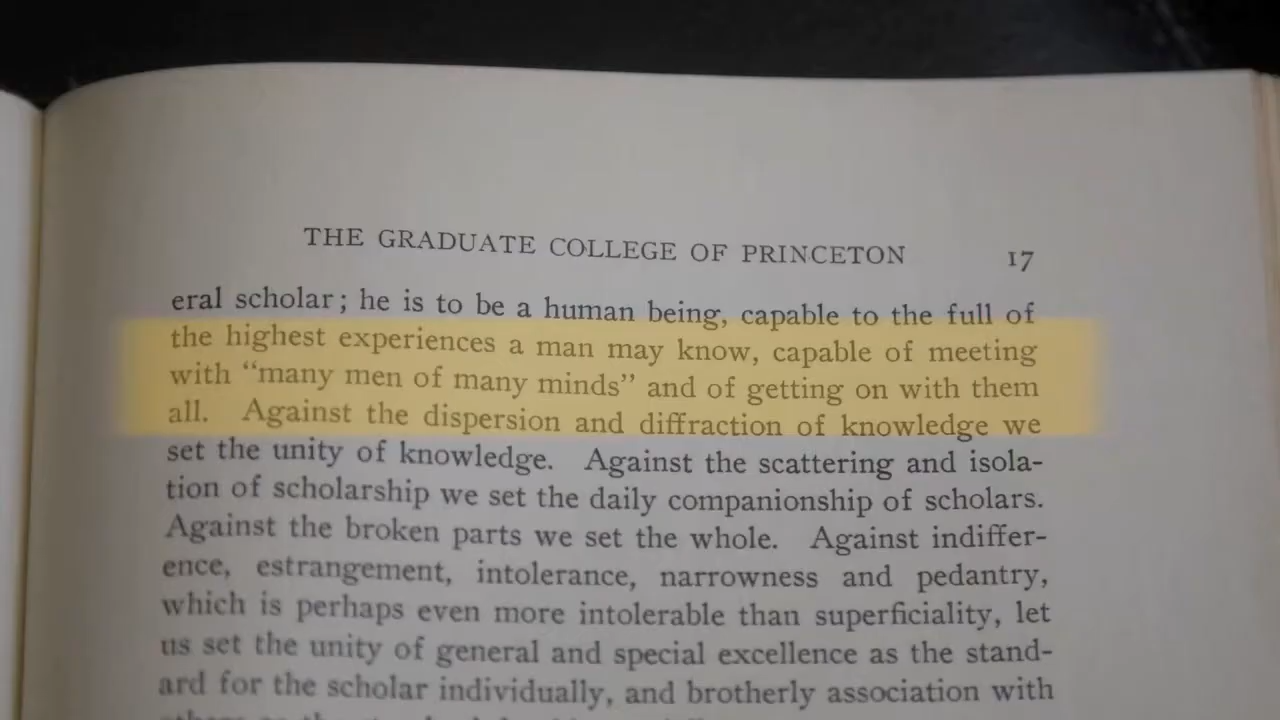 THE GRADUATE COLLEGE OF PRINCETON 17
eral scholar; he is to be a human being, capable to the full of
the highest experiences a man may know, capable of meeting
with “many men of many minds” and of getting on with them
all. Against the dispersion and diffraction of knowledge we
set the unity of knowledge. Against the scattering and isola-
tion of scholarship we set the daily companionship of scholars.
Against the broken parts we set the whole. Against indiffer-
ence, estrangement, intolerance, narrowness and pedantry,
which is perhaps even more intolerable than superficiality, let
us set the unity of general and special excellence as the stand-
ard for the scholar individually, and brotherly association with